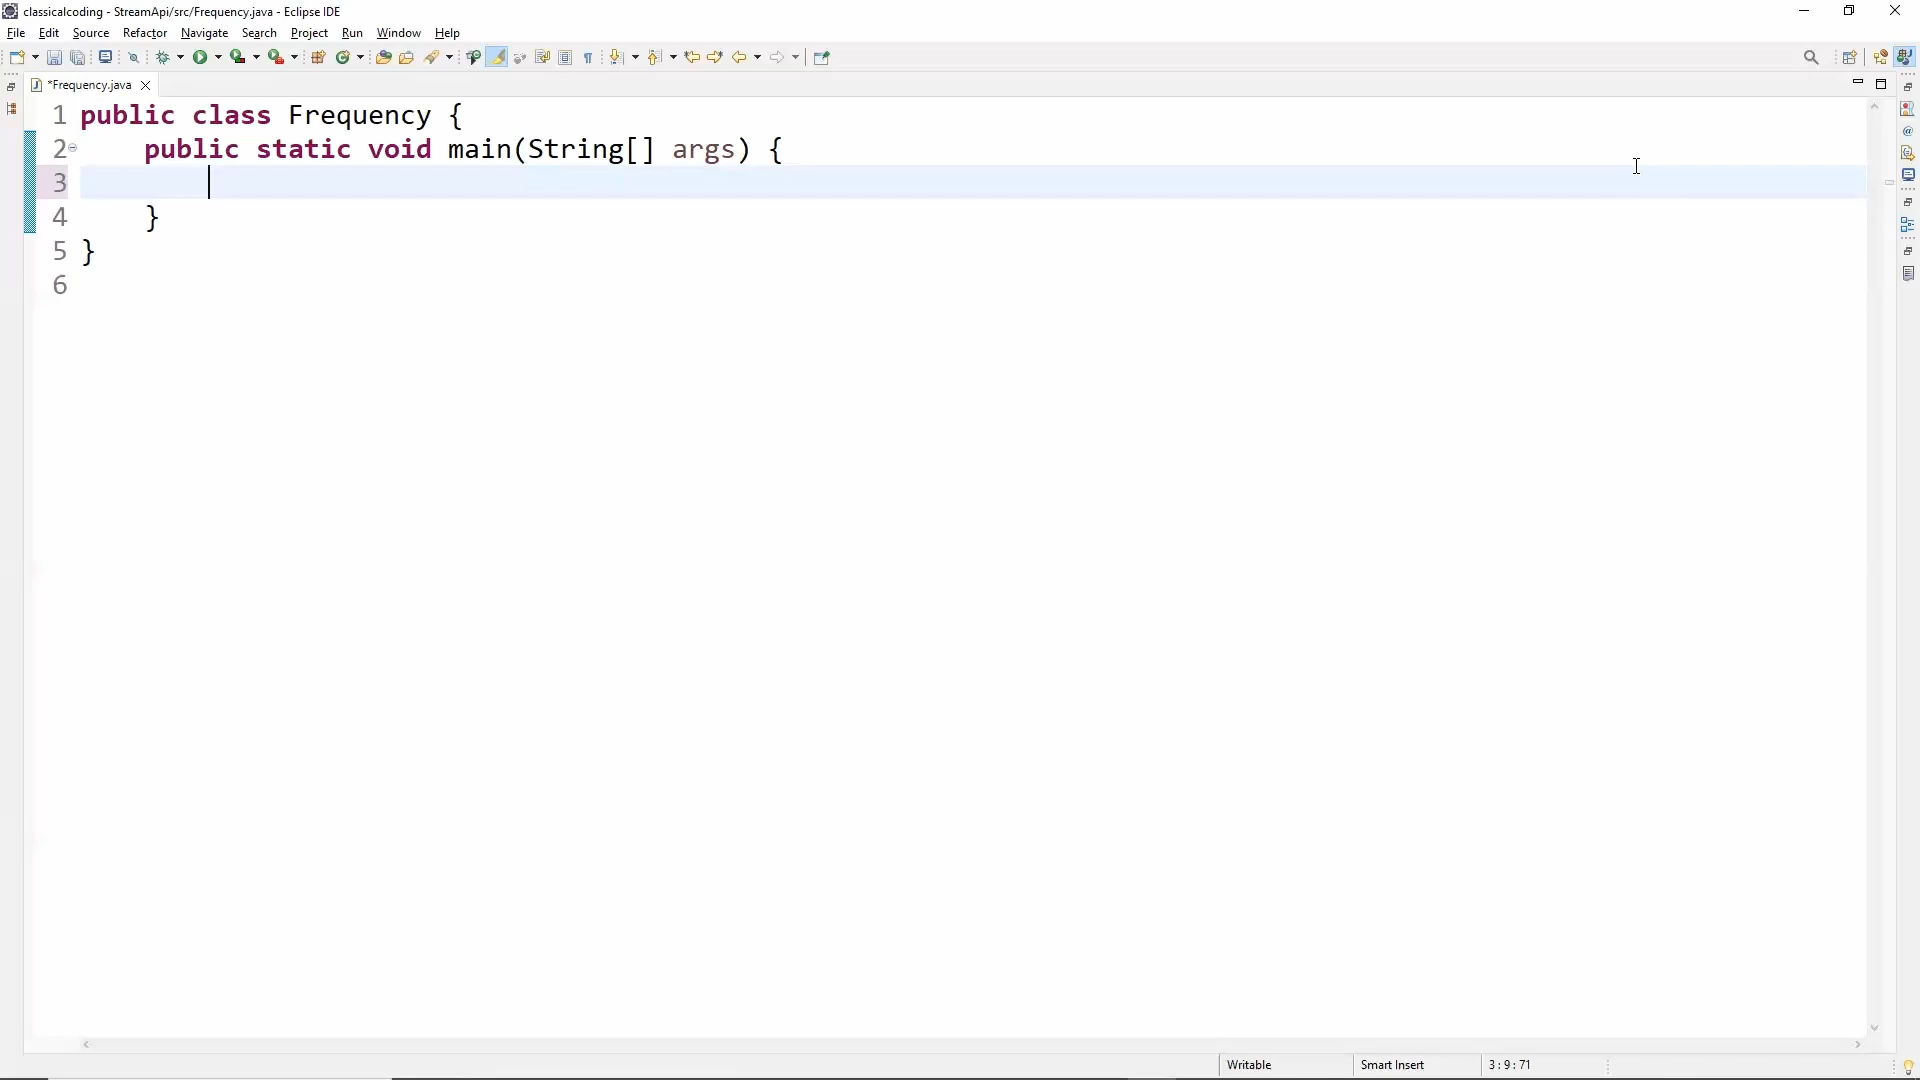 classicalcoding - StreamApi/src/Frequency.java - Eclipse IDE
File Edit Source Refactor Navigate Search Project Run Window Help
*Frequency.java
1 public class Frequency {
2 public static void main(String[] args) {
3
4 }
5 }
6
Writable Smart Insert 3 : 9 : 71